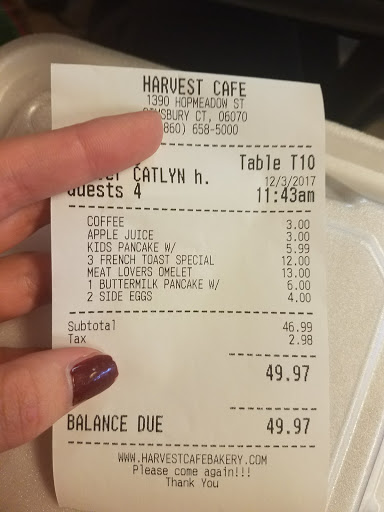 HARVEST CAFE
1390 HOPMEADOW ST
CT, 06070
860) 658-5000
Table T10
CATLYN h. 12/3/2017
Guests 4 11:43am
COFFEE 3.00
APPLE JUICE 3.00
KIDS PANCAKE W/ 5.99
3 FRENCH TOAST SPECIAL 12.00
MEAT LOVERS OMELET 13.00
1 BUTTERMILK PANCAKE W/ 6.00
2 SIDE EGGS 4.00
Subtotal 46.99
Tax 2.98
49.97
BALANCE DUE 49.97
WWW.HARVESTCAFEBAKERY.COM
Please come again!!!
Thank You